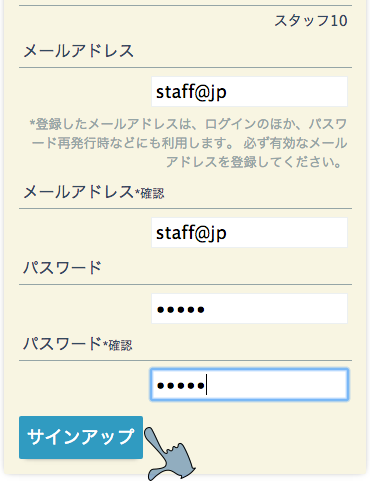 スタッフ10
メールアドレス
staff@jp
*登録したメールアドレスは、ログインのほか、パスワ
ード再発行時などにも利用します。 必ず有効なメール
アドレスを登録してください。
メールアドレス*確認
staff@jp
パスワード
•••••
パスワード*確認
•••••
サインアップ